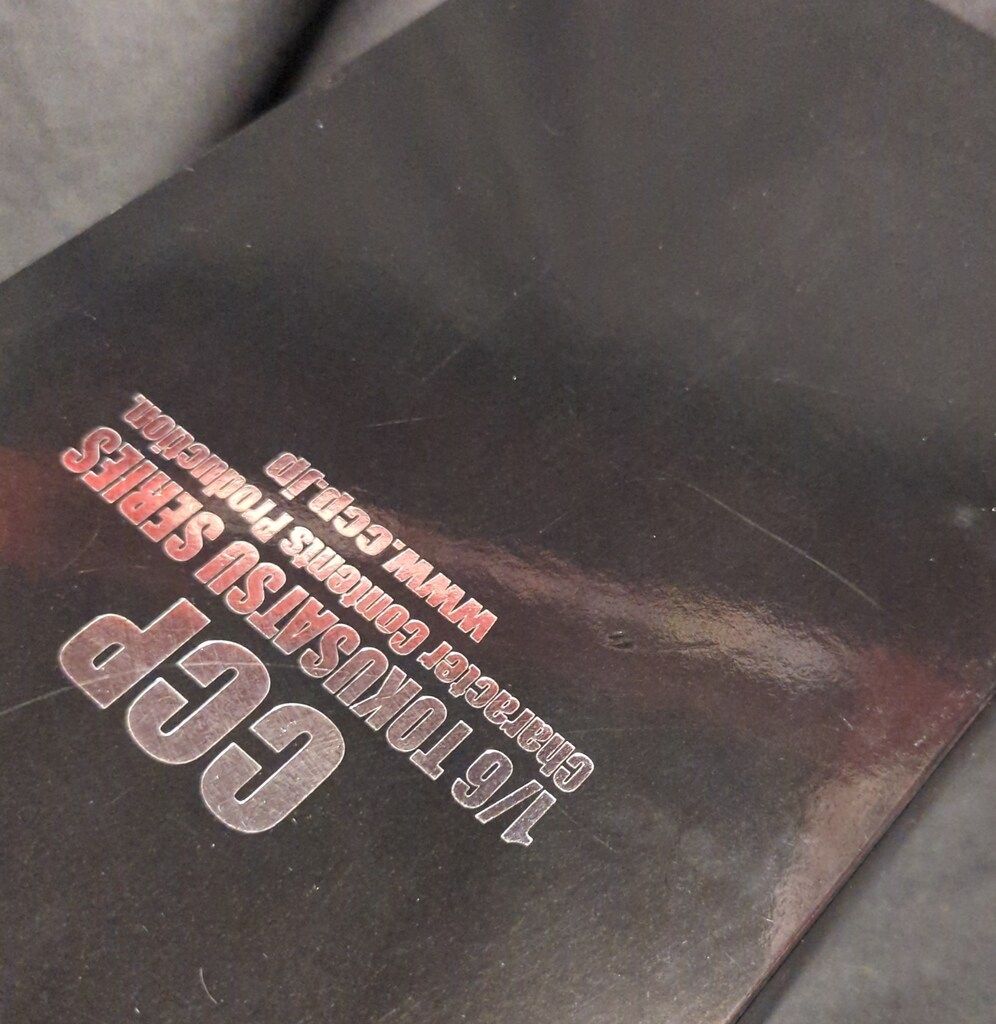 CCP
1/6 TOKUSATSU SERIES
Character Contents Production.
www.ccp.jp